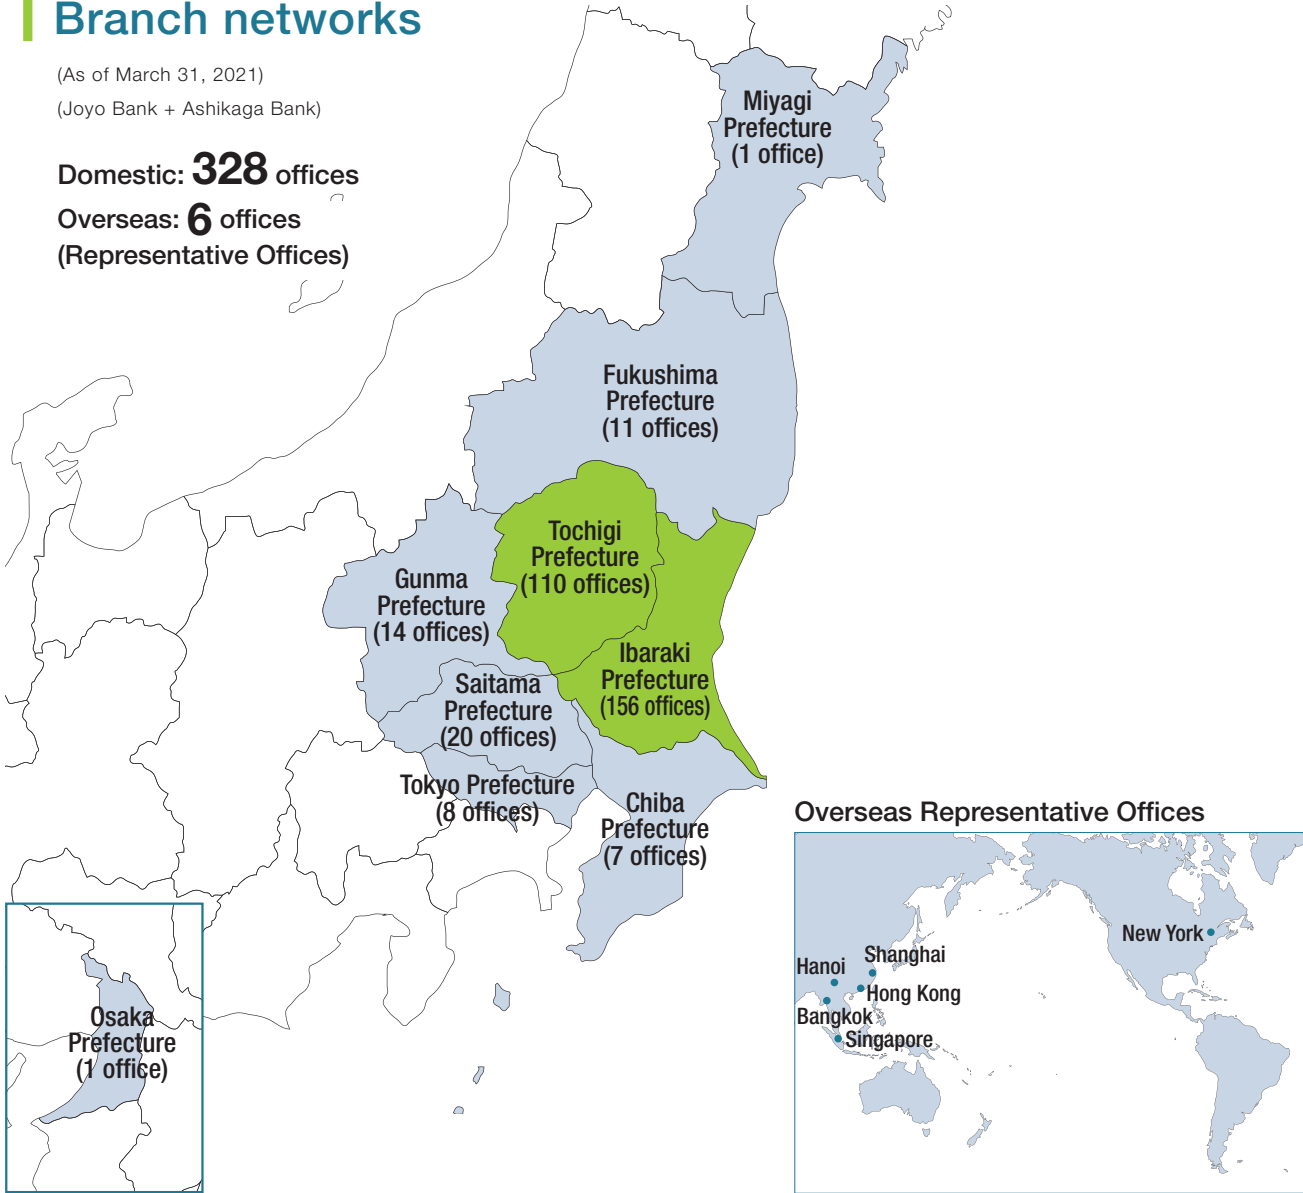 Branch networks
(As of March 31, 2021)
(Joyo Bank + Ashikaga Bank)
Domestic: 328 offices
Overseas: 6 offices
(Representative Offices)
Miyagi
Prefecture
(1 office)
Fukushima
Prefecture
(11 offices)
Tochigi
Prefecture
(110 offices)
Gunma
Prefecture
(14 offices)
Ibaraki
Prefecture
(156 offices)
Saitama
Prefecture
(20 offices)
Tokyo Prefecture
(8 offices)
Chiba
Prefecture
(7 offices)
Osaka
Prefecture
(1 office)
Overseas Representative Offices
New York
Shanghai
Hanoi
Hong Kong
Bangkok
Singapore